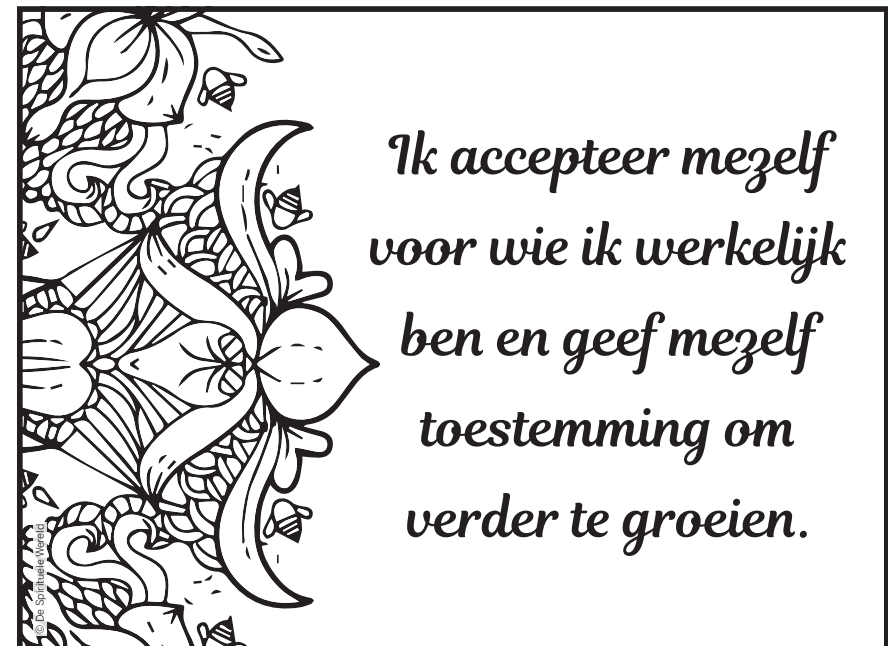 Ik accepteer mezelf
voor wie ik werkelijk
ben en geef mezelf
toestemming om
verder te groeien.
© De Spirituele Wereld